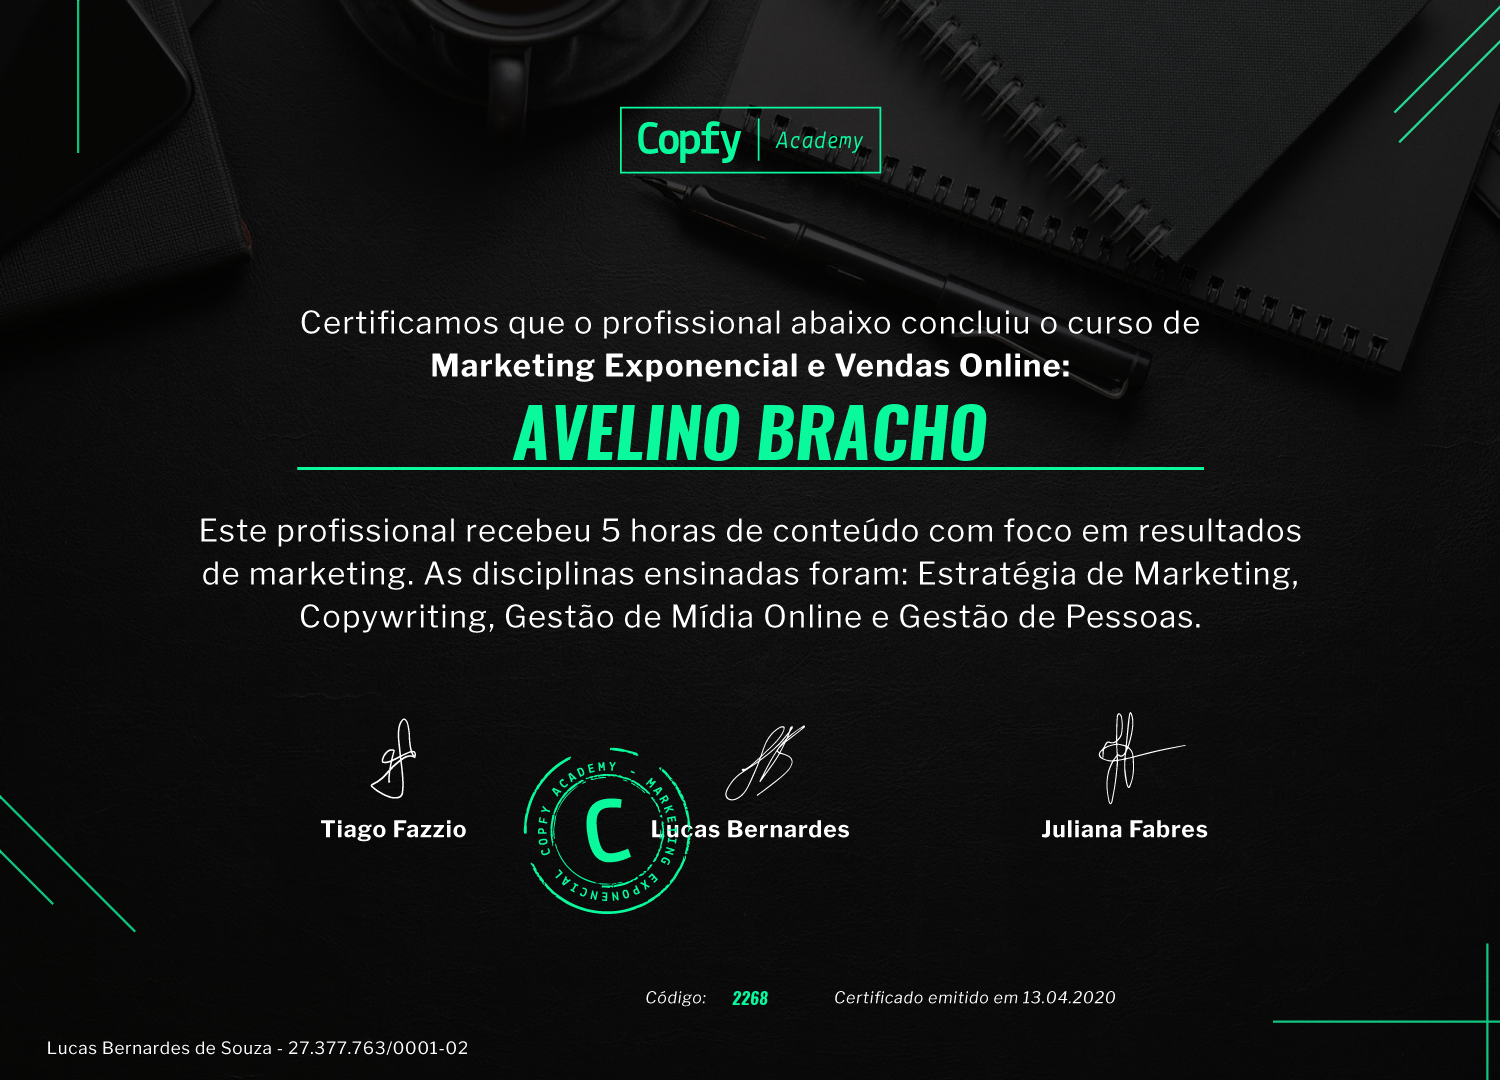 Copfy | Academy
Certificamos que o profissional abaixo concluiu o curso de
Marketing Exponencial e Vendas Online:
AVELINO BRACHO
Este profissional recebeu 5 horas de conteúdo com foco em resultados
de marketing. As disciplinas ensinadas foram: Estratégia de Marketing,
Copywriting, Gestão de Mídia Online e Gestão de Pessoas.
COPFY ACADEMY - MARKETING EXPONENCIAL
C
Tiago Fazzio
Lucas Bernardes
Juliana Fabres
Código: 2268 Certificado emitido em 13.04.2020
Lucas Bernardes de Souza - 27.377.763/0001-02